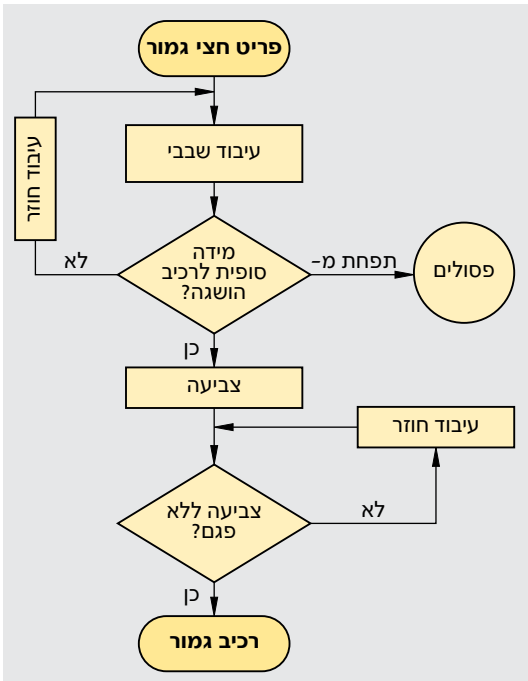 פריט חצי גמור
עיבוד שבבי
עיבוד חוזר
מידה
סופית לרכיב
הושגה?
לא
תפחת מ-
פסולים
כן
צביעה
עיבוד חוזר
צביעה ללא
פגם?
לא
כן
רכיב גמור